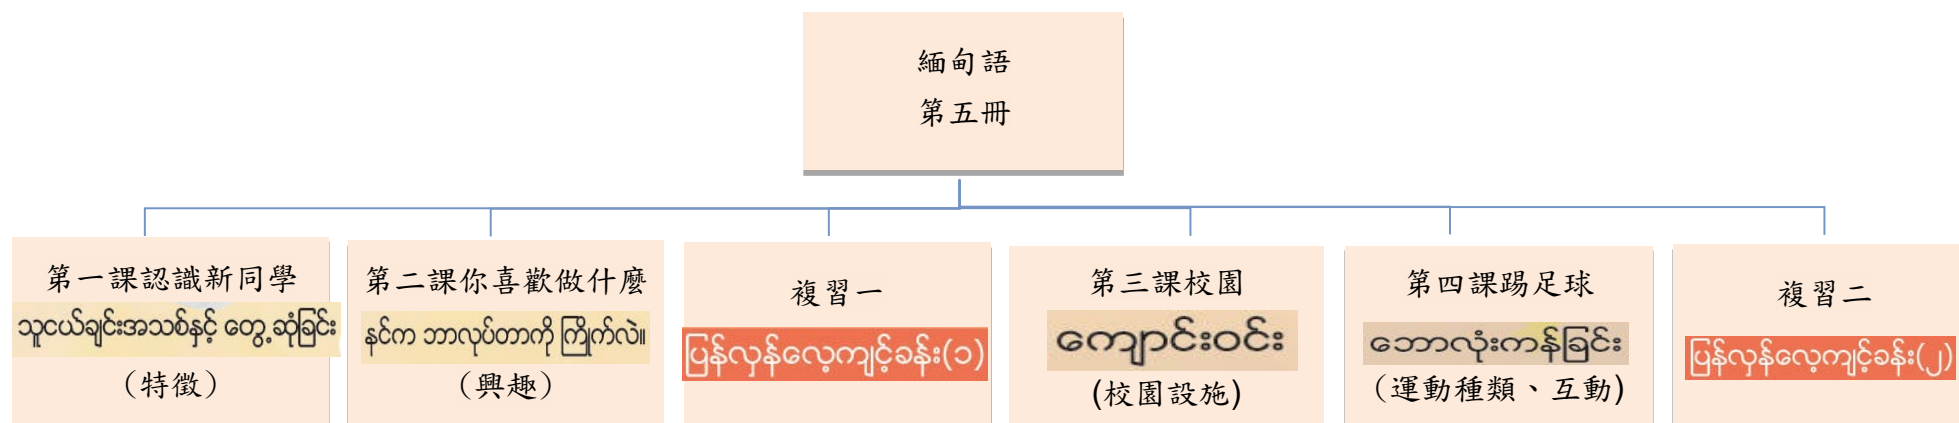 緬甸語
第五冊
第一課認識新同學
သူငယ်ချင်းအသစ်နှင့် တွေ့ဆုံခြင်း
（特徵）
第二課你喜歡做什麼
နင်က ဘာလုပ်တာကို ကြိုက်လဲ။
（興趣）
複習一
ပြန်လှန်လေ့ကျင့်ခန်း(၁)
第三課校園
ကျောင်းဝင်း
(校園設施)
第四課踢足球
ဘောလုံးကန်ခြင်း
（運動種類、互動)
複習二
ပြန်လှန်လေ့ကျင့်ခန်း(၂)